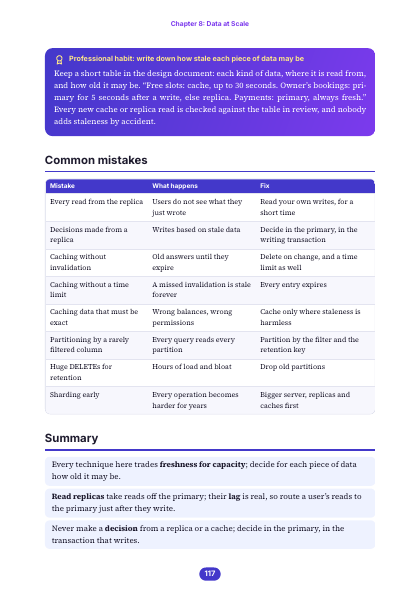 Chapter 8: Data at Scale
Professional habit: write down how stale each piece of data may be
Keep a short table in the design document: each kind of data, where it is read from,
and how old it may be. “Free slots: cache, up to 30 seconds. Owner’s bookings: pri-
mary for 5 seconds after a write, else replica. Payments: primary, always fresh.”
Every new cache or replica read is checked against the table in review, and nobody
adds staleness by accident.
Common mistakes
Mistake What happens Fix
Every read from the replica Users do not see what they Read your own writes, for a
just wrote short time
Decisions made from a Writes based on stale data Decide in the primary, in the
replica writing transaction
Caching without Old answers until they Delete on change, and a time
invalidation expire limit as well
Caching without a time A missed invalidation is stale Every entry expires
limit forever
Caching data that must be Wrong balances, wrong Cache only where staleness is
exact permissions harmless
Partitioning by a rarely Every query reads every Partition by the filter and the
filtered column partition retention key
Huge DELETEs for Hours of load and bloat Drop old partitions
retention
Sharding early Every operation becomes Bigger server, replicas and
harder for years caches first
Summary
Every technique here trades freshness for capacity; decide for each piece of data
how old it may be.
Read replicas take reads off the primary; their lag is real, so route a user’s reads to
the primary just after they write.
Never make a decision from a replica or a cache; decide in the primary, in the
transaction that writes.
117